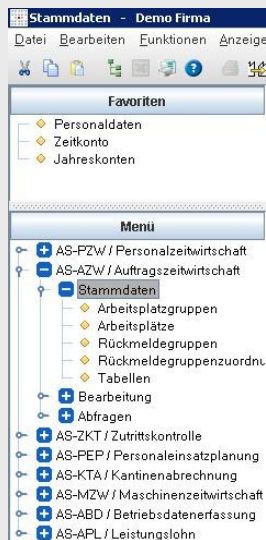 Stammdaten - Demo Firma
Datei Bearbeiten Funktionen Anzeige
Favoriten
Personaldaten
Zeitkonto
Jahreskonten
Menü
AS-PZW / Personalzeitwirtschaft
AS-AZW / Auftragszeitwirtschaft
Stammdaten
Arbeitsplatzgruppen
Arbeitsplätze
Rückmeldegruppen
Rückmeldegruppenzuordnu
Tabellen
Bearbeitung
Abfragen
AS-ZKT / Zutrittskontrolle
AS-PEP / Personaleinsatzplanung
AS-KTA / Kantinenabrechnung
AS-MZW / Maschinenzeitwirtschaft
AS-ABD / Betriebsdatenerfassung
AS-APL / Leistungslohn